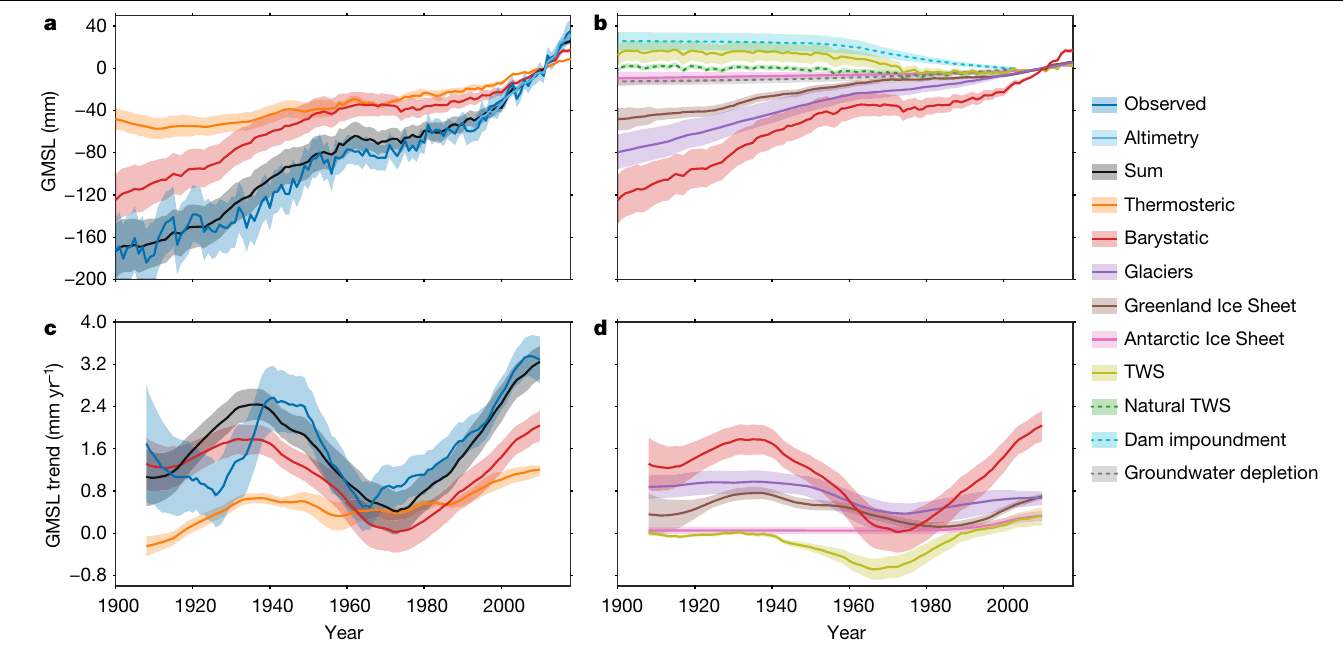 a
b
40
0
−40
−80
−120
−160
−200
GMSL (mm)
c
d
4.0
3.2
2.4
1.6
0.8
0.0
−0.8
GMSL trend (mm yr⁻¹)
1900 1920 1940 1960 1980 2000
Year
1900 1920 1940 1960 1980 2000
Year
Observed
Altimetry
Sum
Thermosteric
Barystatic
Glaciers
Greenland Ice Sheet
Antarctic Ice Sheet
TWS
Natural TWS
Dam impoundment
Groundwater depletion